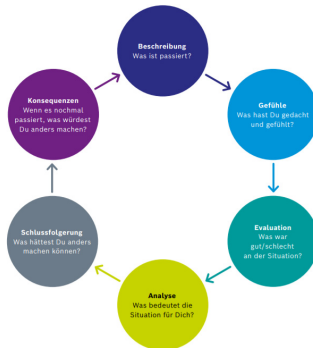 Beschreibung
Was ist passiert?
Gefühle
Was hast Du gedacht
und gefühlt?
Evaluation
Was war
gut/schlecht
an der Situation?
Analyse
Was bedeutet die
Situation für Dich?
Schlussfolgerung
Was hättest Du anders
machen können?
Konsequenzen
Wenn es nochmal
passiert, was würdest
Du anders machen?